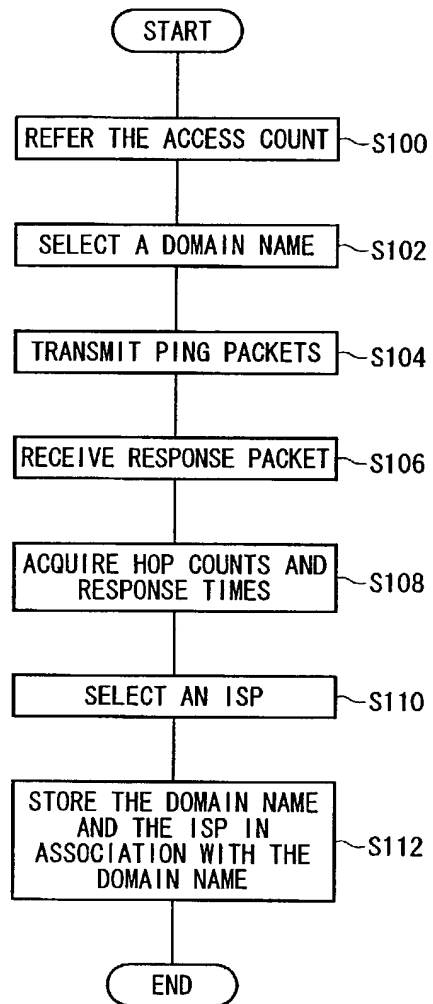 START
REFER THE ACCESS COUNT
S100
SELECT A DOMAIN NAME
S102
TRANSMIT PING PACKETS
S104
RECEIVE RESPONSE PACKET
S106
ACQUIRE HOP COUNTS AND
RESPONSE TIMES
S108
SELECT AN ISP
S110
STORE THE DOMAIN NAME
AND THE ISP IN
ASSOCIATION WITH THE
DOMAIN NAME
S112
END